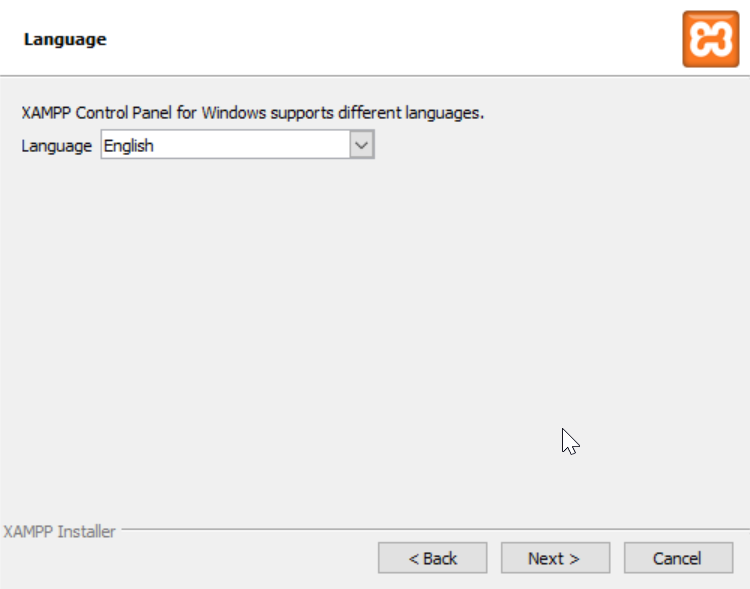 Language
XAMPP Control Panel for Windows supports different languages.
Language English
XAMPP Installer
< Back Next > Cancel